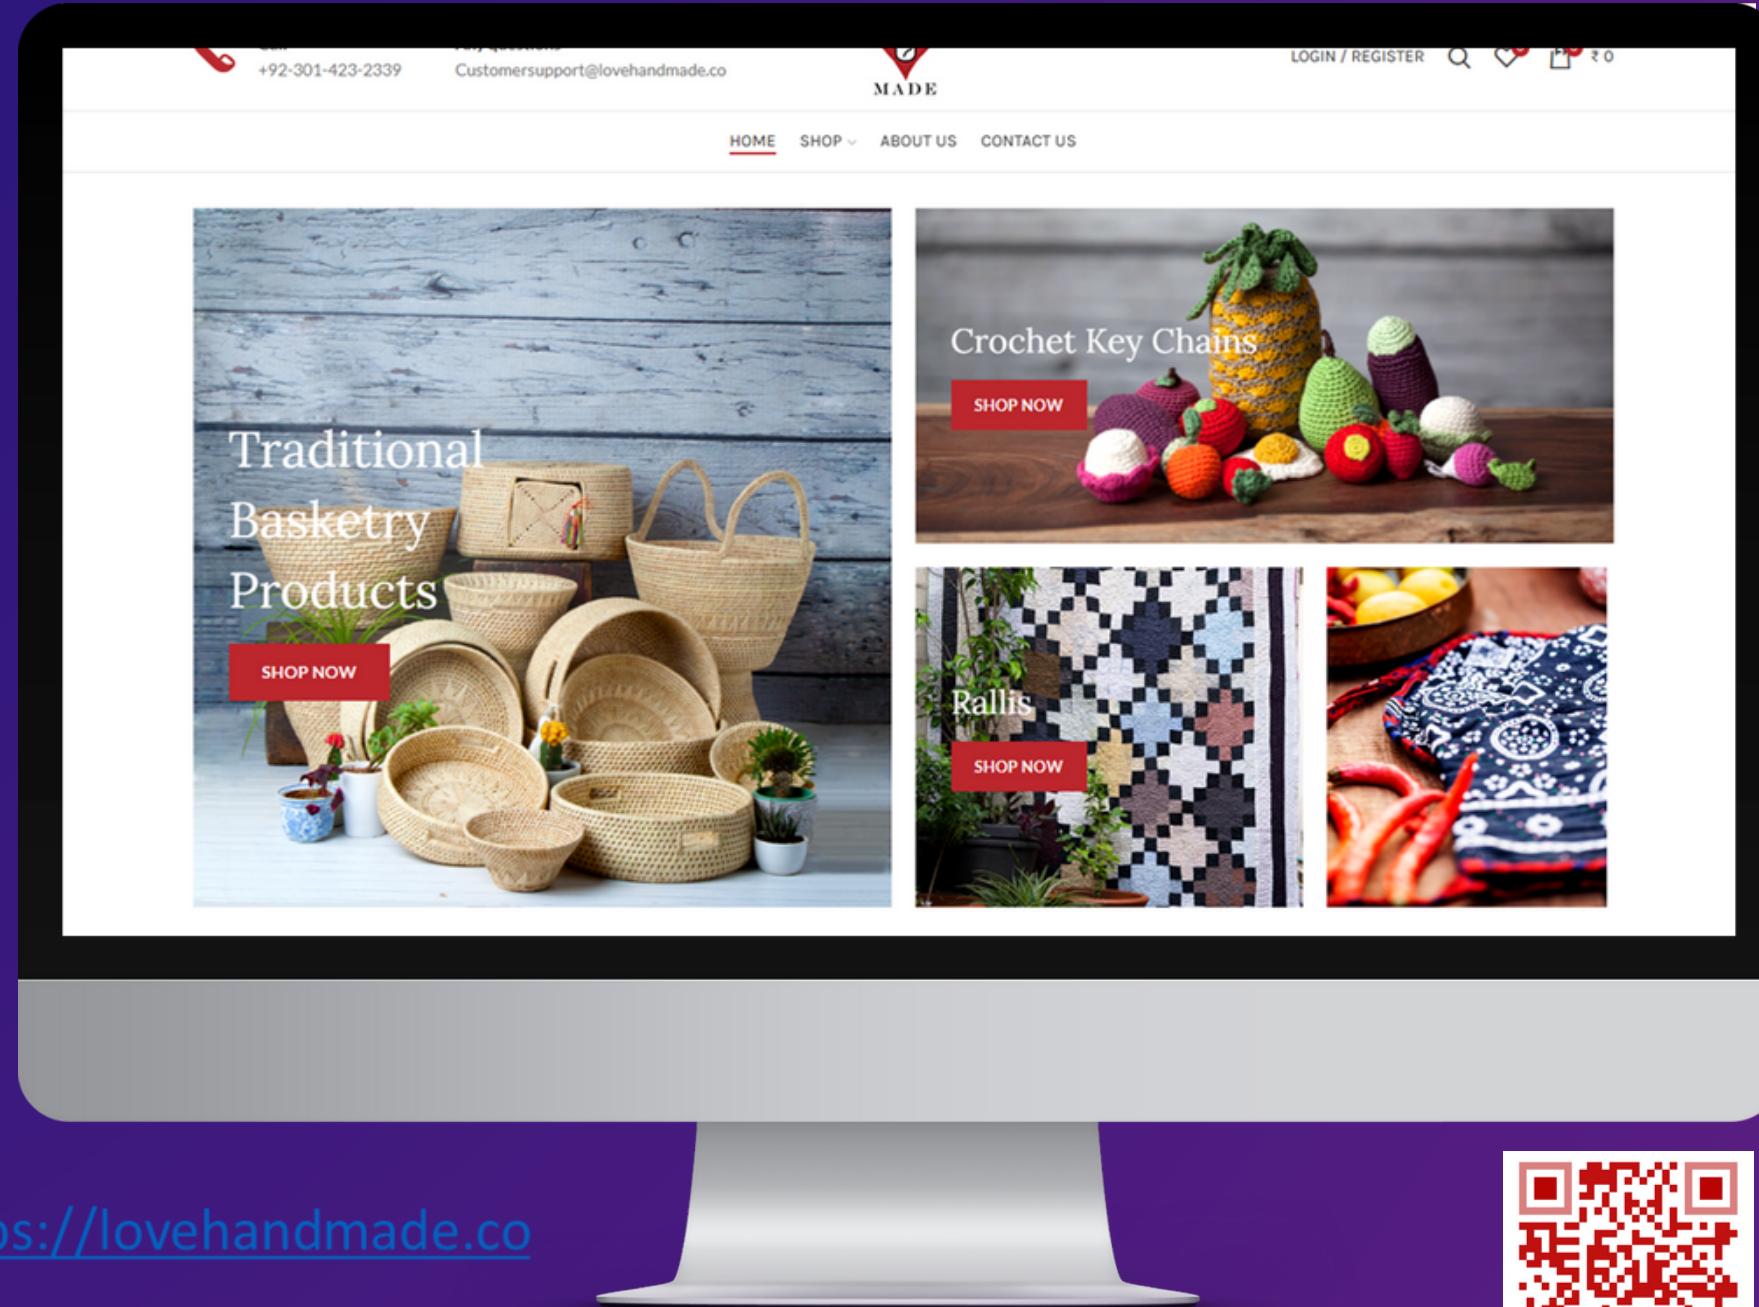 +92-301-423-2339
Customersupport@lovehandmade.co
MADE
LOGIN / REGISTER
₹ 0
HOME
SHOP
ABOUT US
CONTACT US
Traditional
Basketry
Products
SHOP NOW
Crochet Key Chains
SHOP NOW
Rallis
SHOP NOW
ps://lovehandmade.co